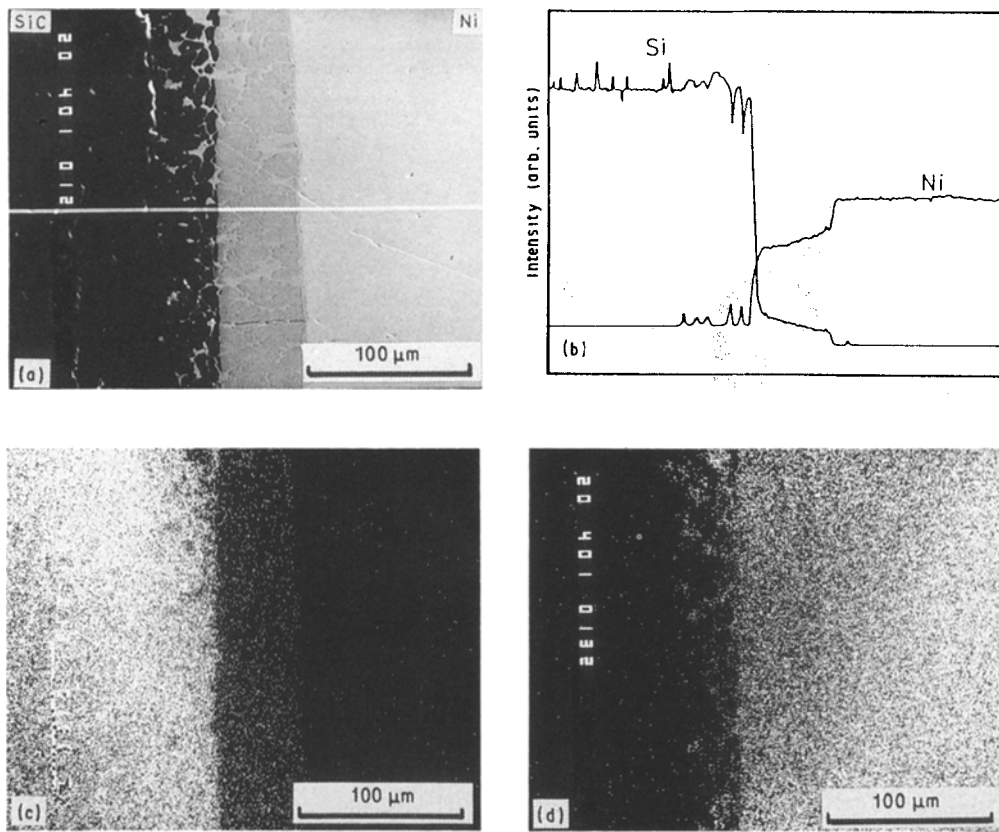 SiC
Ni
100 μm
(a)
Si
Ni
Intensity (arb. units)
(b)
100 μm
(c)
100 μm
(d)